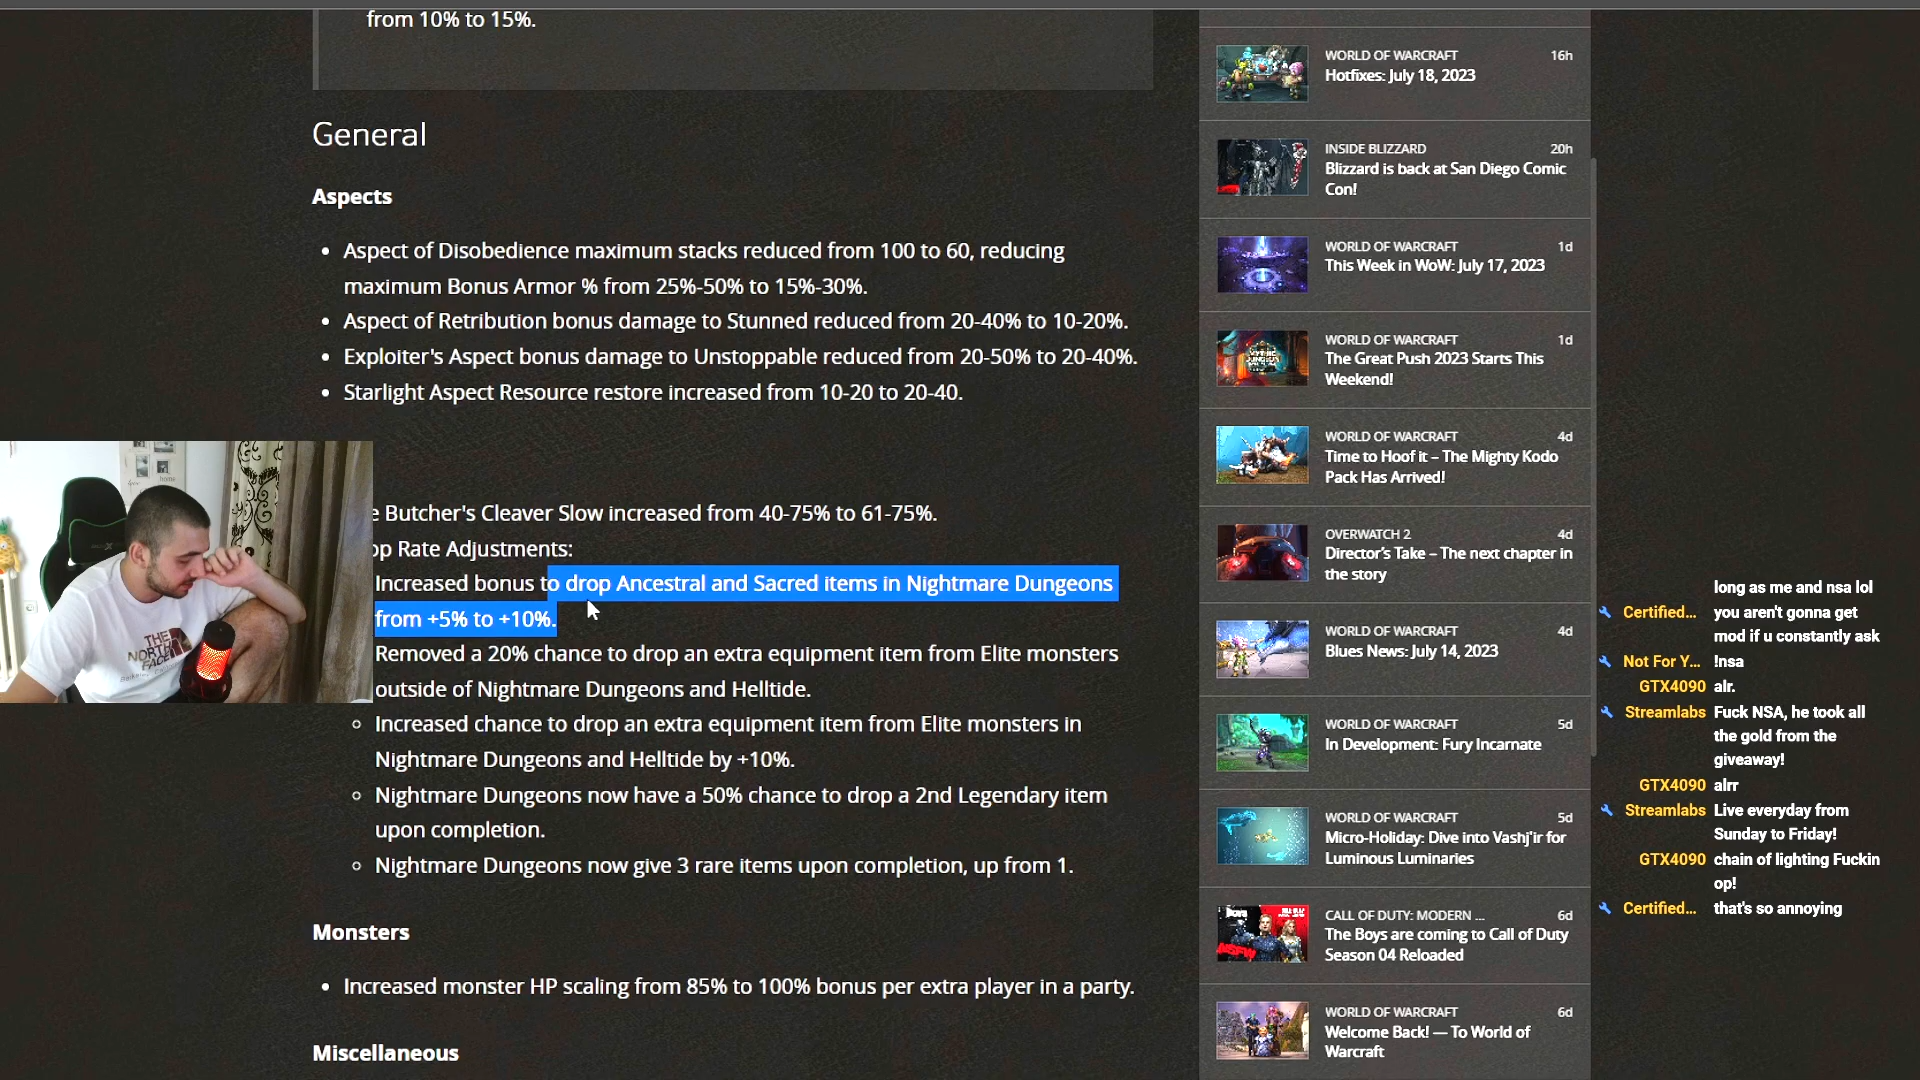 from 10% to 15%.
General
Aspects
Aspect of Disobedience maximum stacks reduced from 100 to 60, reducing
maximum Bonus Armor % from 25%-50% to 15%-30%.
Aspect of Retribution bonus damage to Stunned reduced from 20-40% to 10-20%.
Exploiter's Aspect bonus damage to Unstoppable reduced from 20-50% to 20-40%.
Starlight Aspect Resource restore increased from 10-20 to 20-40.
e Butcher's Cleaver Slow increased from 40-75% to 61-75%.
op Rate Adjustments:
Increased bonus to drop Ancestral and Sacred items in Nightmare Dungeons
from +5% to +10%.
Removed a 20% chance to drop an extra equipment item from Elite monsters
outside of Nightmare Dungeons and Helltide.
Increased chance to drop an extra equipment item from Elite monsters in
Nightmare Dungeons and Helltide by +10%.
Nightmare Dungeons now have a 50% chance to drop a 2nd Legendary item
upon completion.
Nightmare Dungeons now give 3 rare items upon completion, up from 1.
Monsters
Increased monster HP scaling from 85% to 100% bonus per extra player in a party.
Miscellaneous
THE
NORTH
FACE
WORLD OF WARCRAFT 16h
Hotfixes: July 18, 2023
INSIDE BLIZZARD 20h
Blizzard is back at San Diego Comic
Con!
WORLD OF WARCRAFT 1d
This Week in WoW: July 17, 2023
WORLD OF WARCRAFT 1d
The Great Push 2023 Starts This
Weekend!
WORLD OF WARCRAFT 4d
Time to Hoof it – The Mighty Kodo
Pack Has Arrived!
OVERWATCH 2 4d
Director's Take – The next chapter in
the story
WORLD OF WARCRAFT 4d
Blues News: July 14, 2023
WORLD OF WARCRAFT 5d
In Development: Fury Incarnate
WORLD OF WARCRAFT 5d
Micro-Holiday: Dive into Vashj'ir for
Luminous Luminaries
CALL OF DUTY: MODERN ... 6d
The Boys are coming to Call of Duty
Season 04 Reloaded
WORLD OF WARCRAFT 6d
Welcome Back! — To World of
Warcraft
long as me and nsa lol
Certified... you aren't gonna get
mod if u constantly ask
Not For Y... !nsa
GTX4090 alr.
Streamlabs Fuck NSA, he took all
the gold from the
giveaway!
GTX4090 alrr
Streamlabs Live everyday from
Sunday to Friday!
GTX4090 chain of lighting Fuckin
op!
Certified... that's so annoying